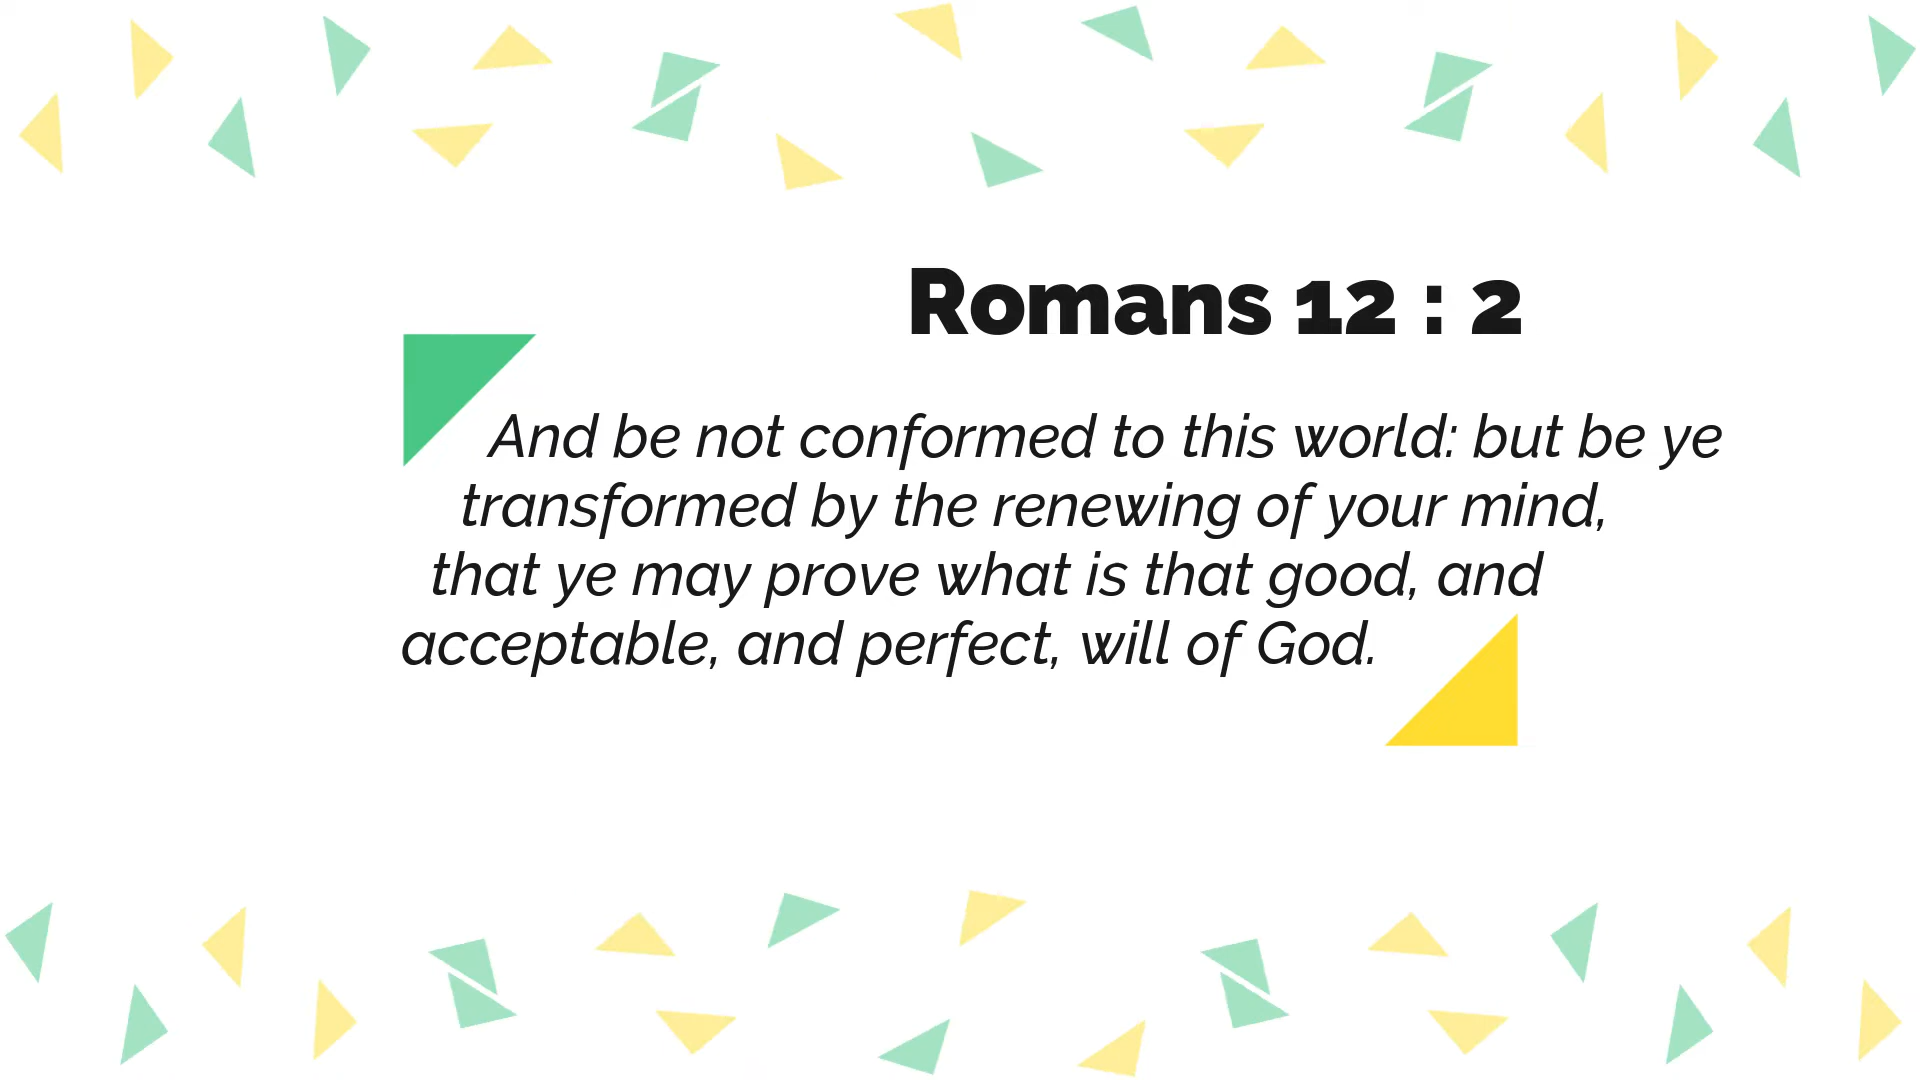 Romans 12 : 2
And be not conformed to this world: but be ye
transformed by the renewing of your mind,
that ye may prove what is that good, and
acceptable, and perfect, will of God.